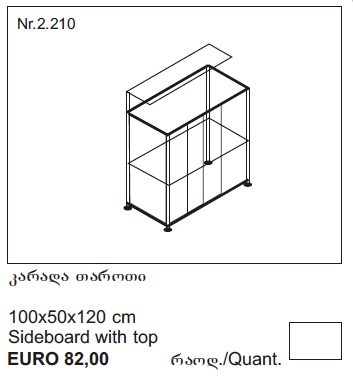 Nr.2.210
კარადა თაროთი
100x50x120 cm
Sideboard with top
EURO 82,00
რაოდ./Quant.